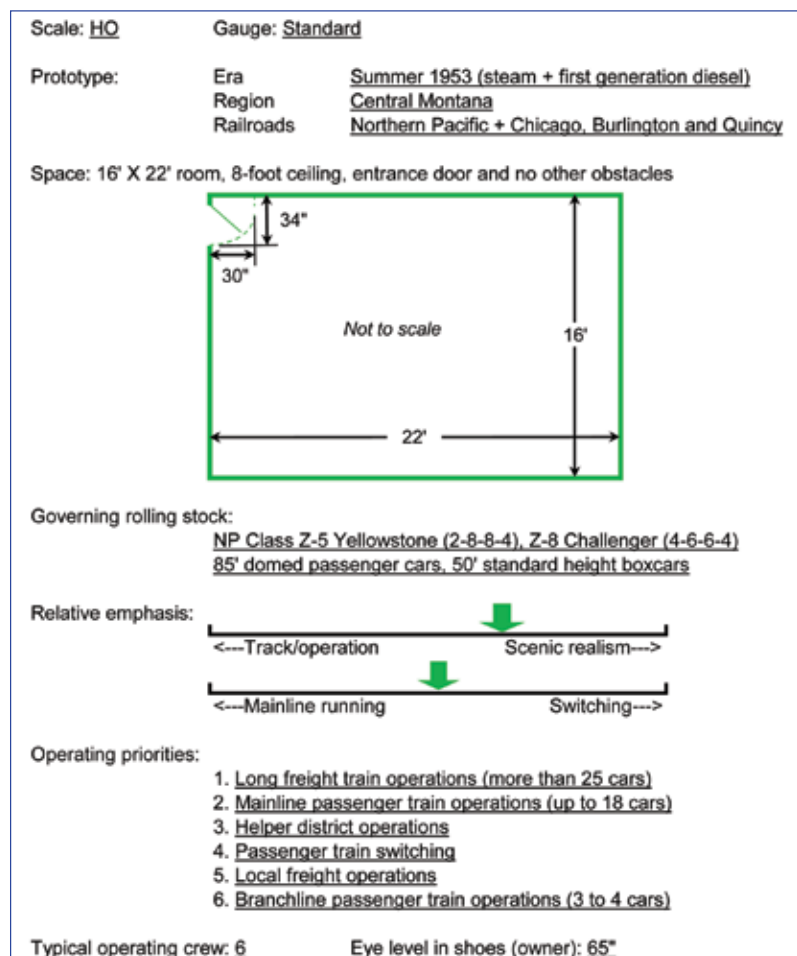 Scale: HO Gauge: Standard
Prototype: Era Summer 1953 (steam + first generation diesel)
Region Central Montana
Railroads Northern Pacific + Chicago, Burlington and Quincy
Space: 16' X 22' room, 8-foot ceiling, entrance door and no other obstacles
34"
30"
Not to scale
16'
22'
Governing rolling stock:
NP Class Z-5 Yellowstone (2-8-8-4), Z-8 Challenger (4-6-6-4)
85' domed passenger cars, 50' standard height boxcars
Relative emphasis:
<---Track/operation Scenic realism--->
<---Mainline running Switching--->
Operating priorities:
1. Long freight train operations (more than 25 cars)
2. Mainline passenger train operations (up to 18 cars)
3. Helper district operations
4. Passenger train switching
5. Local freight operations
6. Branchline passenger train operations (3 to 4 cars)
Typical operating crew: 6 Eye level in shoes (owner): 65"